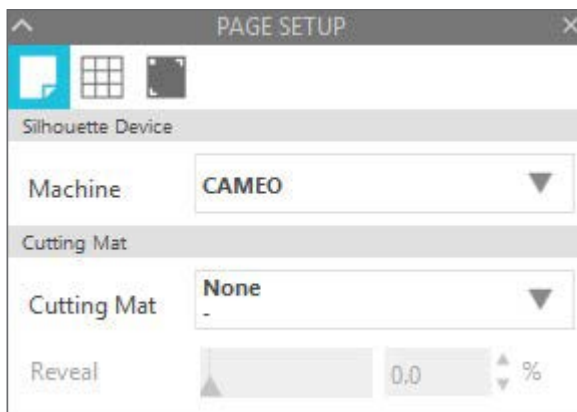 PAGE SETUP
Silhouette Device
Machine CAMEO
Cutting Mat
Cutting Mat None
-
Reveal 0.0 %